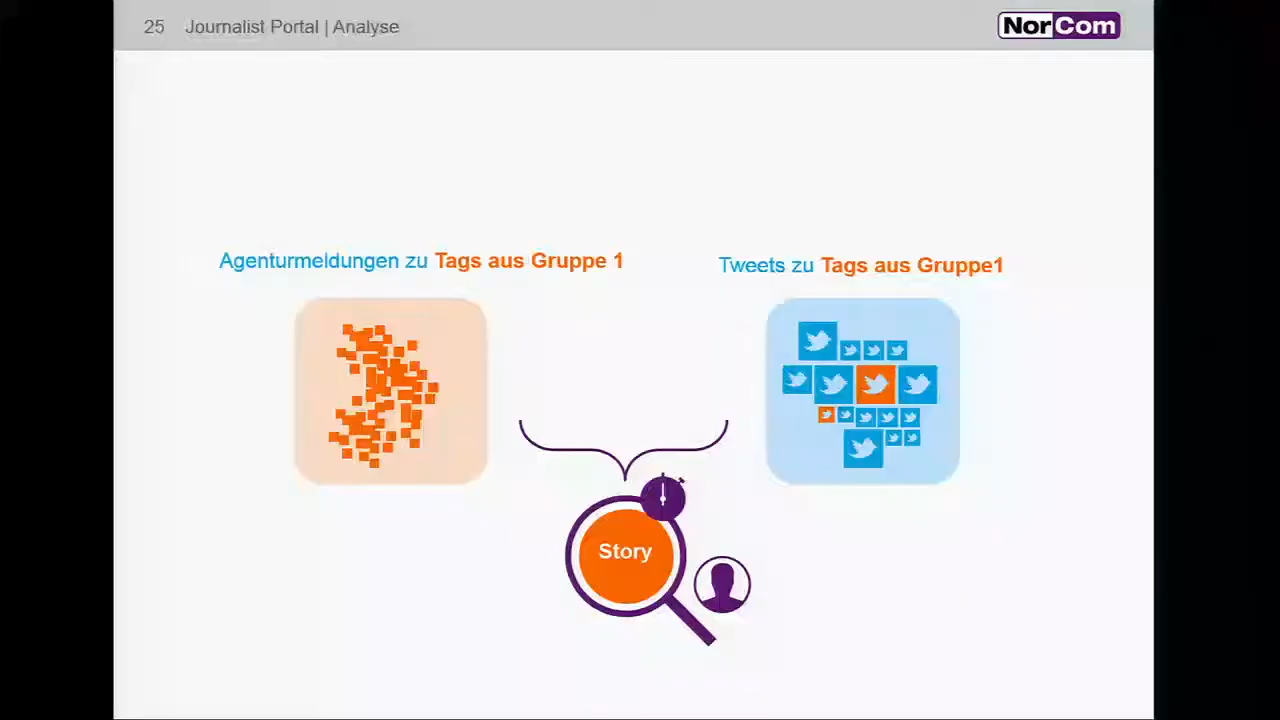 25 Journalist Portal | Analyse
NorCom
Agenturmeldungen zu Tags aus Gruppe 1
Tweets zu Tags aus Gruppe1
Story